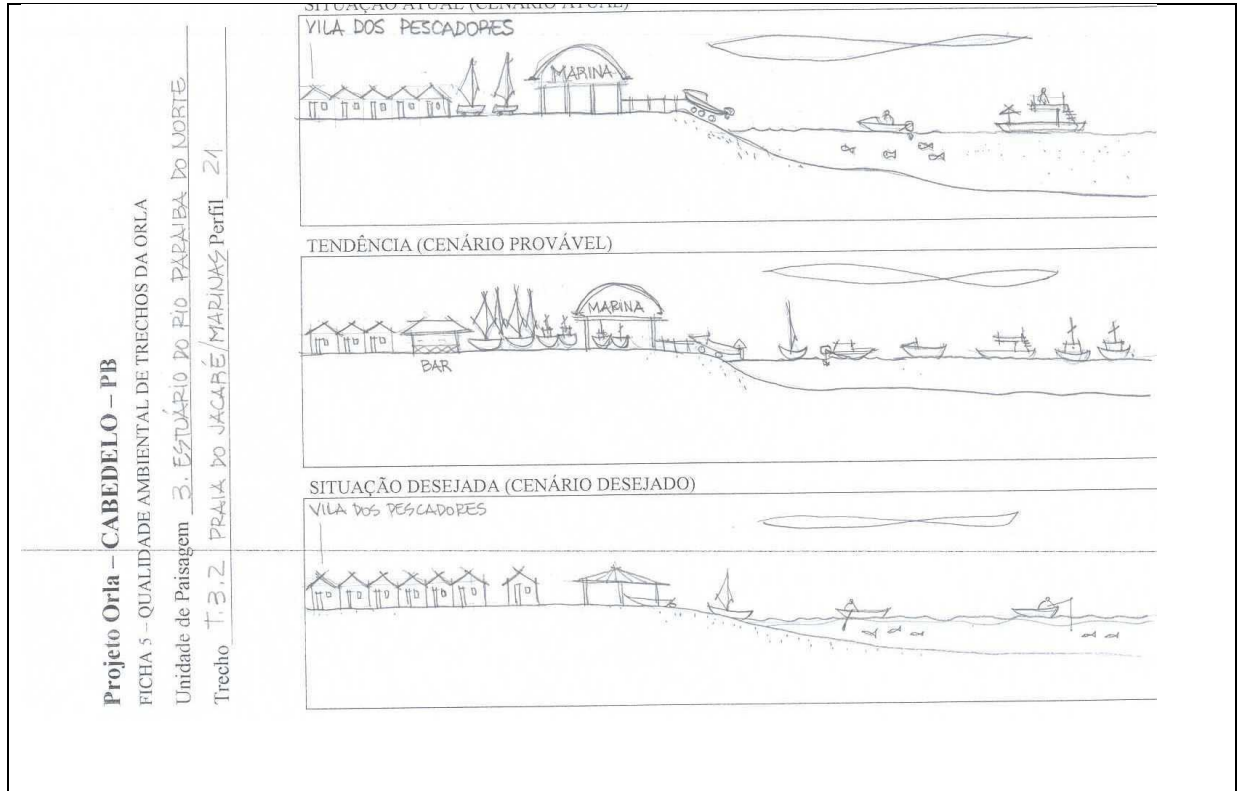 Projeto Orla – CABEDELO – PB
FICHA 5 – QUALIDADE AMBIENTAL DE TRECHOS DA ORLA
Unidade de Paisagem 3. ESTUÁRIO DO RIO PARAIBA DO NORTE
Trecho T.3.2 PRAIA DO JACARÉ/MARINAS Perfil 21
SITUAÇÃO ATUAL (CENÁRIO ATUAL)
VILA DOS PESCADORES
MARINA
TENDÊNCIA (CENÁRIO PROVÁVEL)
MARINA
BAR
SITUAÇÃO DESEJADA (CENÁRIO DESEJADO)
VILA DOS PESCADORES